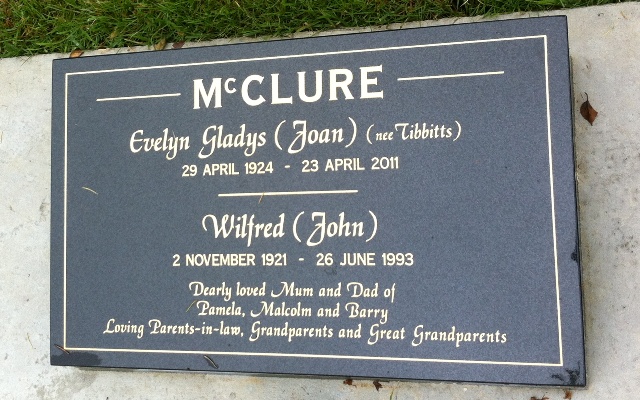 McCLURE
Evelyn Gladys (Joan) (nee Tibbitts)
29 APRIL 1924 - 23 APRIL 2011
Wilfred (John)
2 NOVEMBER 1921 - 26 JUNE 1993
Dearly loved Mum and Dad of
Pamela, Malcolm and Barry
Loving Parents-in-law, Grandparents and Great Grandparents